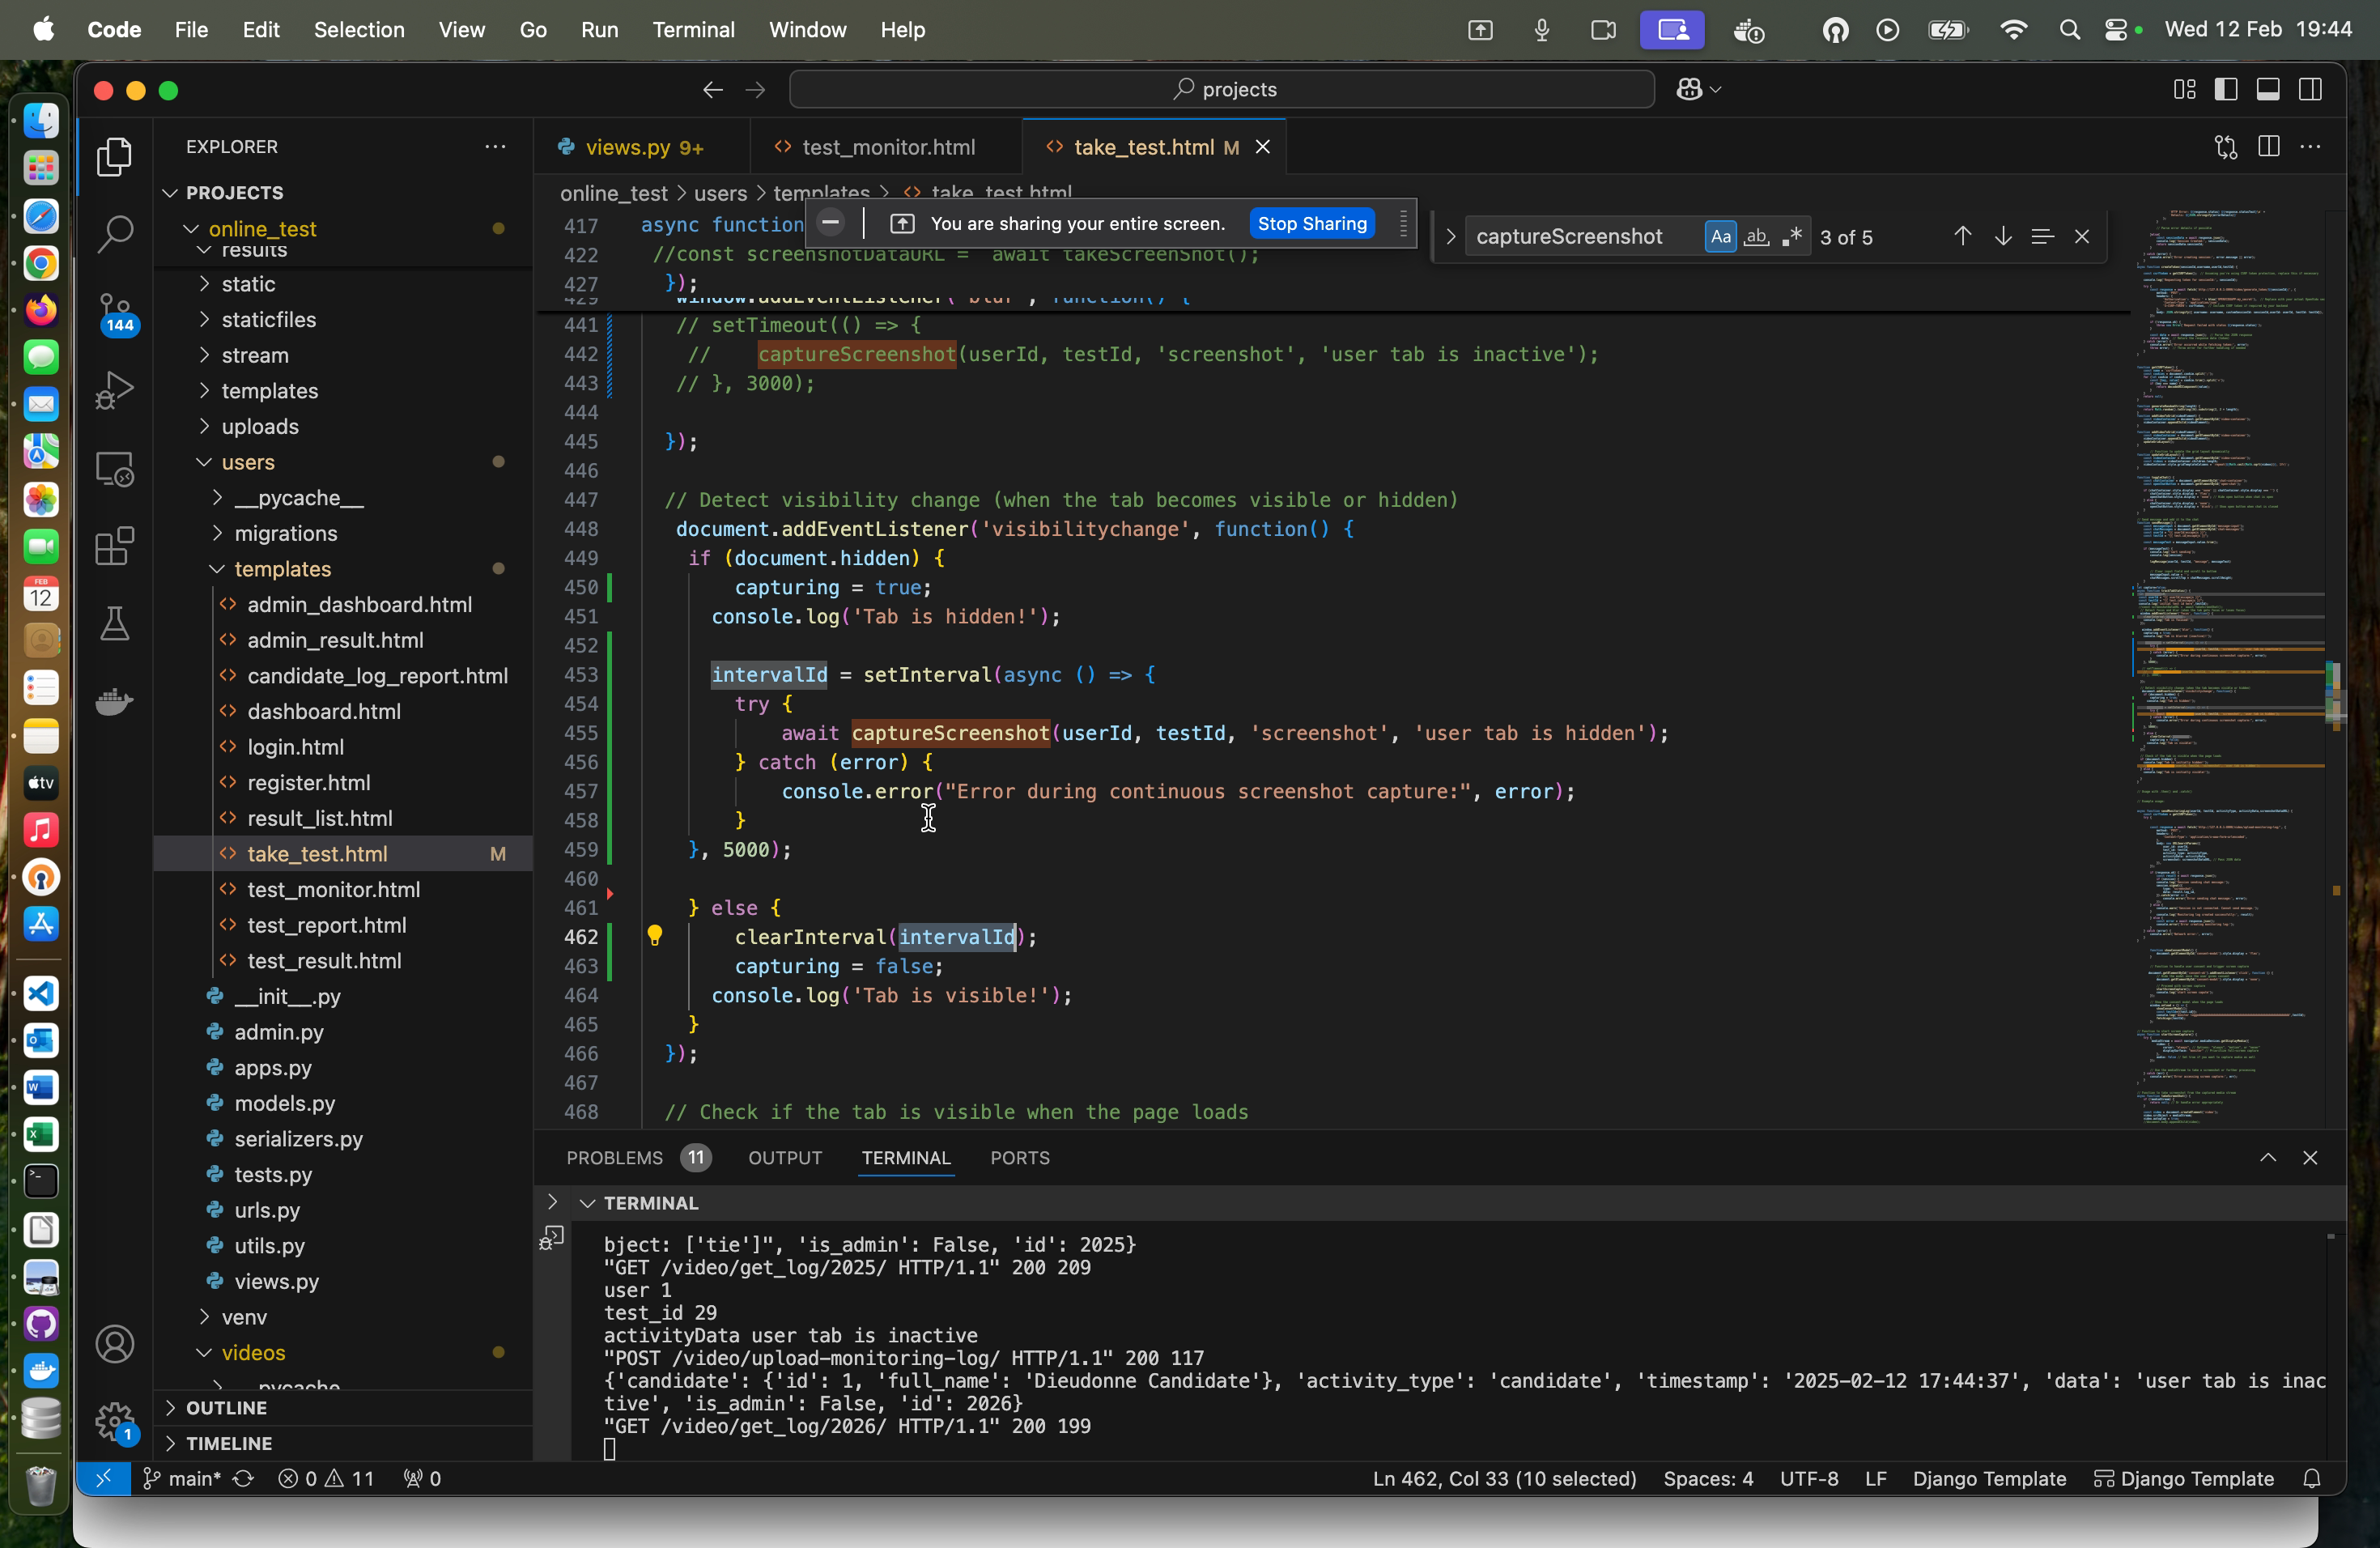 Code File Edit Selection View Go Run Terminal Window Help Wed 12 Feb 19:44
projects
EXPLORER
views.py 9+
test_monitor.html
take_test.html M
PROJECTS
online_test > users > templates > take_test.html
online_test
results
static
staticfiles
stream
templates
uploads
users
__pycache__
migrations
templates
admin_dashboard.html
admin_result.html
candidate_log_report.html
dashboard.html
login.html
register.html
result_list.html
take_test.html M
test_monitor.html
test_report.html
test_result.html
__init__.py
admin.py
apps.py
models.py
serializers.py
tests.py
urls.py
utils.py
views.py
venv
videos
__pycache__
OUTLINE
TIMELINE
144
1
FEB
12
tv
You are sharing your entire screen. Stop Sharing
captureScreenshot Aa ab .* 3 of 5
417 async function
422 //const screenshotDataURL = await takeScreenShot();
427 });
429 window.addEventListener('blur', function() {
441 // setTimeout(() => {
442 // captureScreenshot(userId, testId, 'screenshot', 'user tab is inactive');
443 // }, 3000);
444
445 });
446
447 // Detect visibility change (when the tab becomes visible or hidden)
448 document.addEventListener('visibilitychange', function() {
449 if (document.hidden) {
450 capturing = true;
451 console.log('Tab is hidden!');
452
453 intervalId = setInterval(async () => {
454 try {
455 await captureScreenshot(userId, testId, 'screenshot', 'user tab is hidden');
456 } catch (error) {
457 console.error("Error during continuous screenshot capture:", error);
458 }
459 }, 5000);
460
461 } else {
462 clearInterval(intervalId);
463 capturing = false;
464 console.log('Tab is visible!');
465 }
466 });
467
468 // Check if the tab is visible when the page loads
PROBLEMS 11 OUTPUT TERMINAL PORTS
TERMINAL
bject: ['tie']", 'is_admin': False, 'id': 2025}
"GET /video/get_log/2025/ HTTP/1.1" 200 209
user 1
test_id 29
activityData user tab is inactive
"POST /video/upload-monitoring-log/ HTTP/1.1" 200 117
{'candidate': {'id': 1, 'full_name': 'Dieudonne Candidate'}, 'activity_type': 'candidate', 'timestamp': '2025-02-12 17:44:37', 'data': 'user tab is inac
tive', 'is_admin': False, 'id': 2026}
"GET /video/get_log/2026/ HTTP/1.1" 200 199
main* 0 11 0 Ln 462, Col 33 (10 selected) Spaces: 4 UTF-8 LF Django Template Django Template